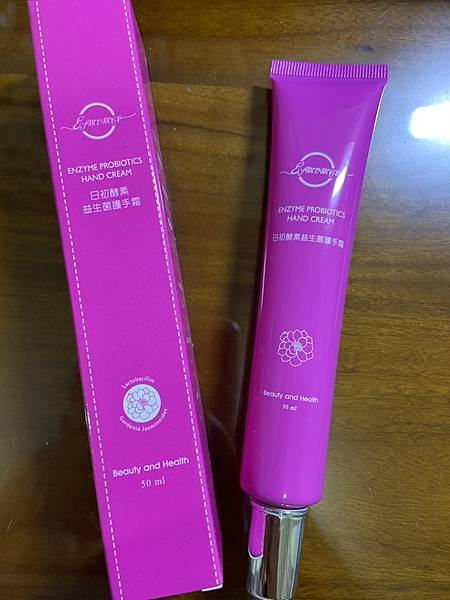 ENZYME PROBIOTICS
HAND CREAM
日初酵素
益生菌護手霜
Lactobacillus
Gardenia Jasminoides
Beauty and Health
50 ml
ENZYME PROBIOTICS
HAND CREAM
日初酵素益生菌護手霜
Beauty and Health
50 ml